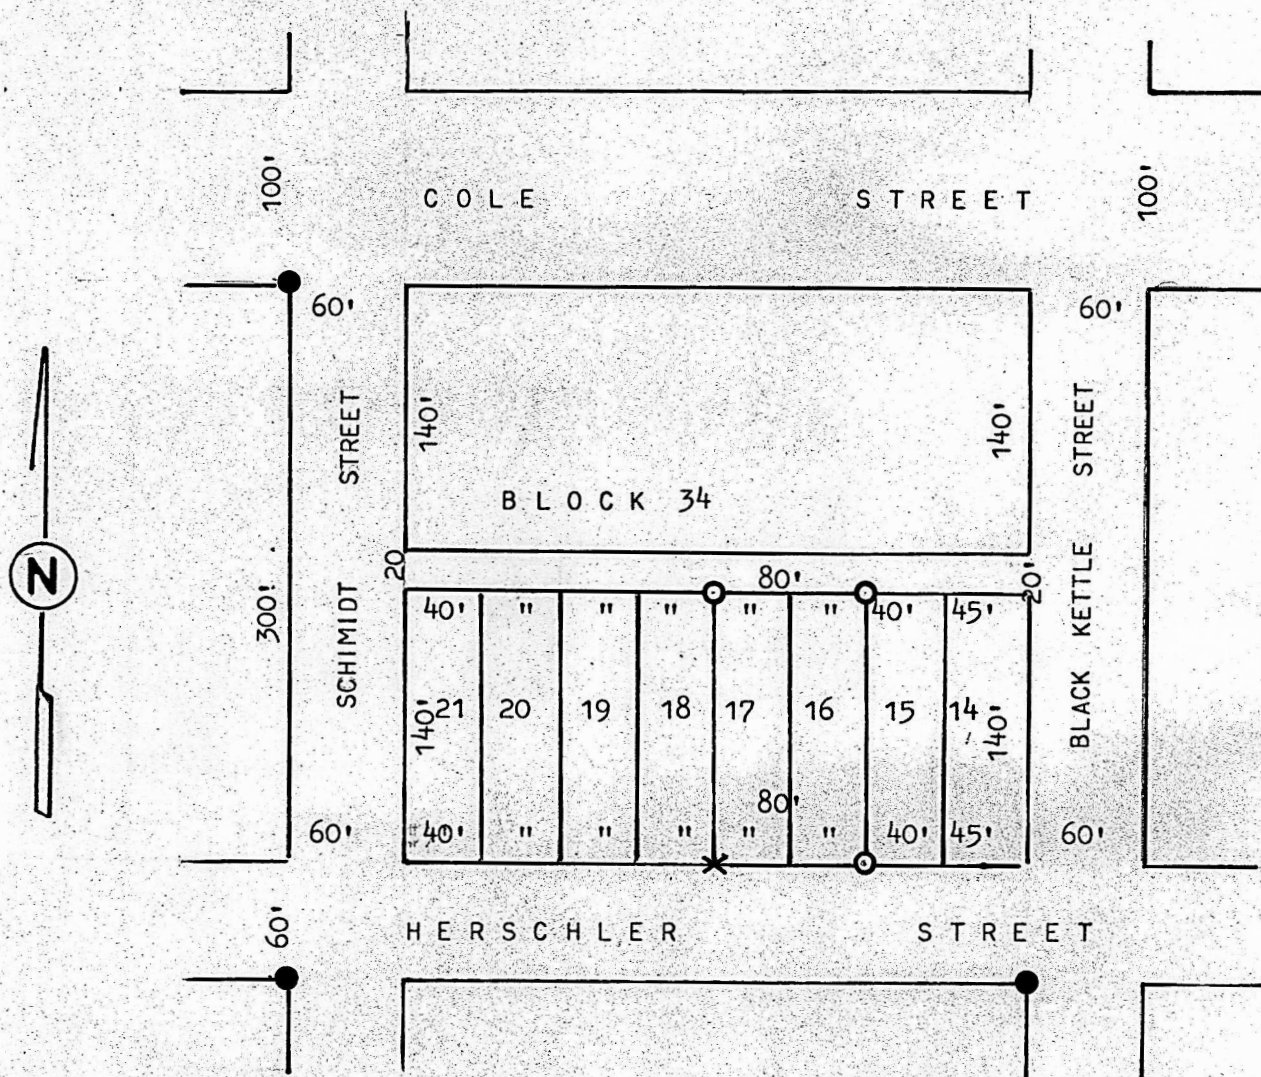 100'
COLE STREET
100'
60'
60'
STREET
140'
140'
STREET
BLOCK 34
N
20'
80'
20'
300'
SCHIMIDT
40' " " " " " 40' 45'
BLACK KETTLE
140'
21 20 19 18 17 16 15 14
140'
80'
60'
40' " " " " " 40' 45'
60'
60'
HERSCHLER STREET